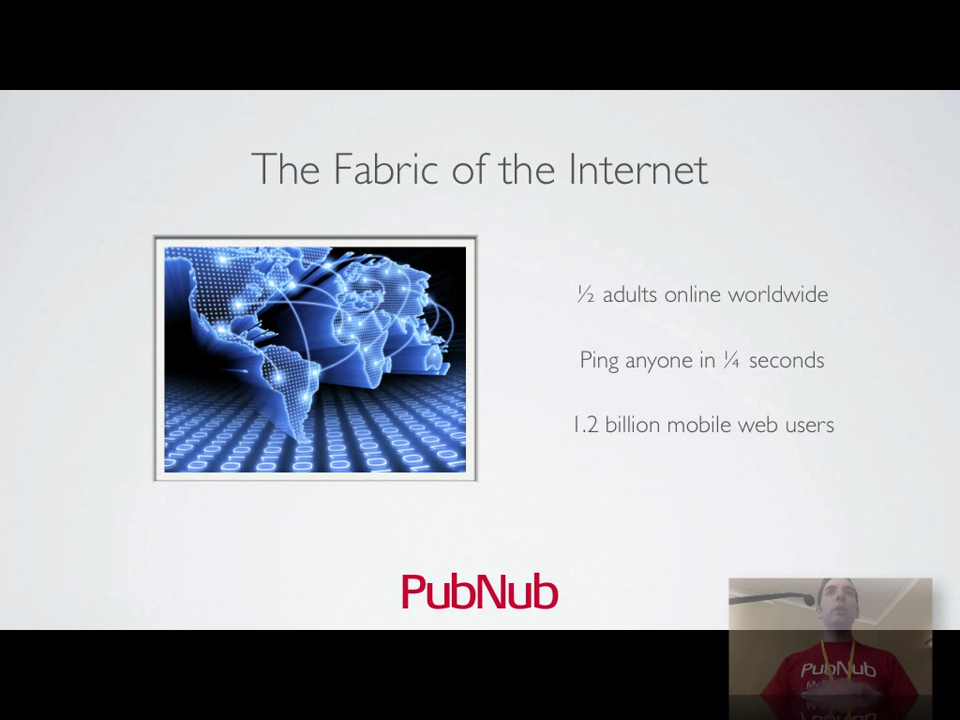 The Fabric of the Internet
½ adults online worldwide
Ping anyone in ¼ seconds
1.2 billion mobile web users
PubNub
PubNub